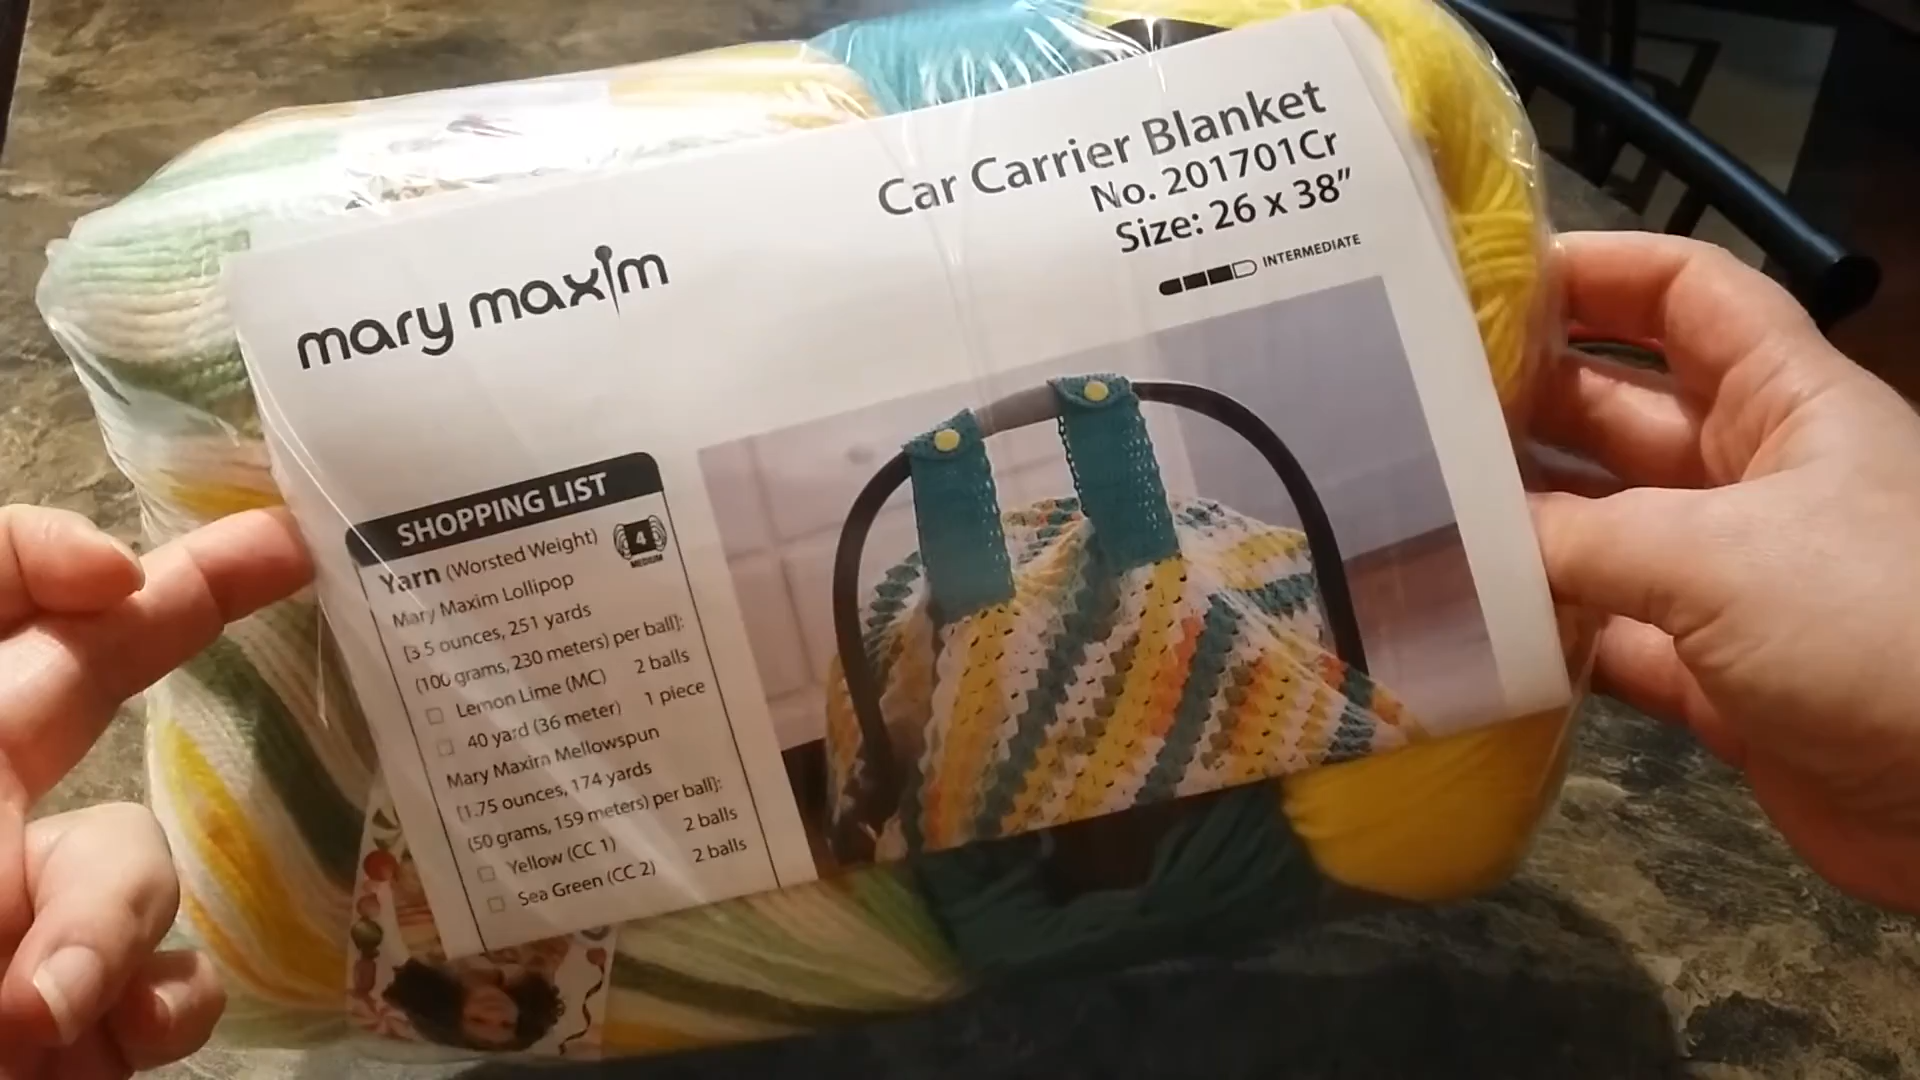 Car Carrier Blanket
No. 201701Cr
Size: 26 x 38”
INTERMEDIATE
mary maxim
SHOPPING LIST
Yarn (Worsted Weight)
4
MEDIUM
Mary Maxim Lollipop
[3.5 ounces, 251 yards
(100 grams, 230 meters) per ball]:
Lemon Lime (MC) 2 balls
40 yard (36 meter) 1 piece
Mary Maxim Mellowspun
[1.75 ounces, 174 yards
(50 grams, 159 meters) per ball]:
Yellow (CC 1) 2 balls
Sea Green (CC 2) 2 balls